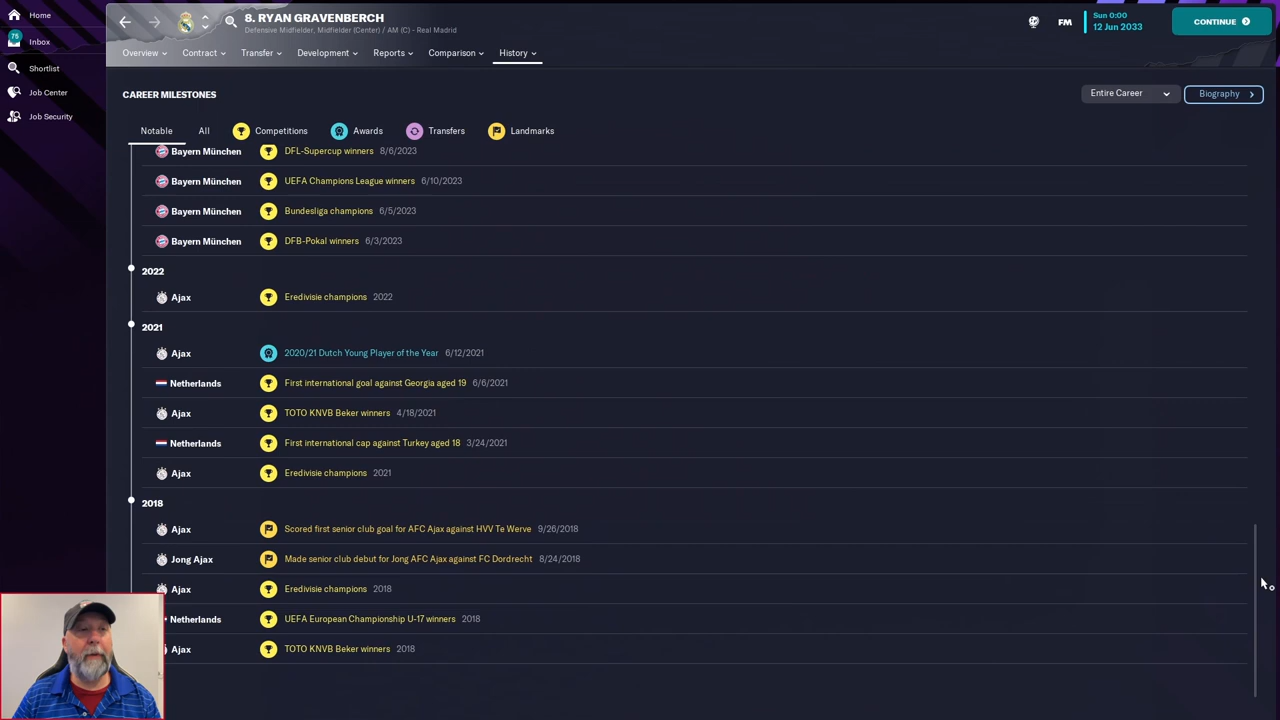 Home
75
Inbox
Shortlist
Job Center
Job Security
8. RYAN GRAVENBERCH
Defensive Midfielder, Midfielder (Center) / AM (C) - Real Madrid
FM
Sun 0:00
12 Jun 2033
CONTINUE
Overview
Contract
Transfer
Development
Reports
Comparison
History
CAREER MILESTONES
Entire Career
Biography
Notable
All
Competitions
Awards
Transfers
Landmarks
Bayern München DFL-Supercup winners 8/6/2023
Bayern München UEFA Champions League winners 6/10/2023
Bayern München Bundesliga champions 6/5/2023
Bayern München DFB-Pokal winners 6/3/2023
2022
Ajax Eredivisie champions 2022
2021
Ajax 2020/21 Dutch Young Player of the Year 6/12/2021
Netherlands First international goal against Georgia aged 19 6/6/2021
Ajax TOTO KNVB Beker winners 4/18/2021
Netherlands First international cap against Turkey aged 18 3/24/2021
Ajax Eredivisie champions 2021
2018
Ajax Scored first senior club goal for AFC Ajax against HVV Te Werve 9/26/2018
Jong Ajax Made senior club debut for Jong AFC Ajax against FC Dordrecht 8/24/2018
Ajax Eredivisie champions 2018
Netherlands UEFA European Championship U-17 winners 2018
Ajax TOTO KNVB Beker winners 2018